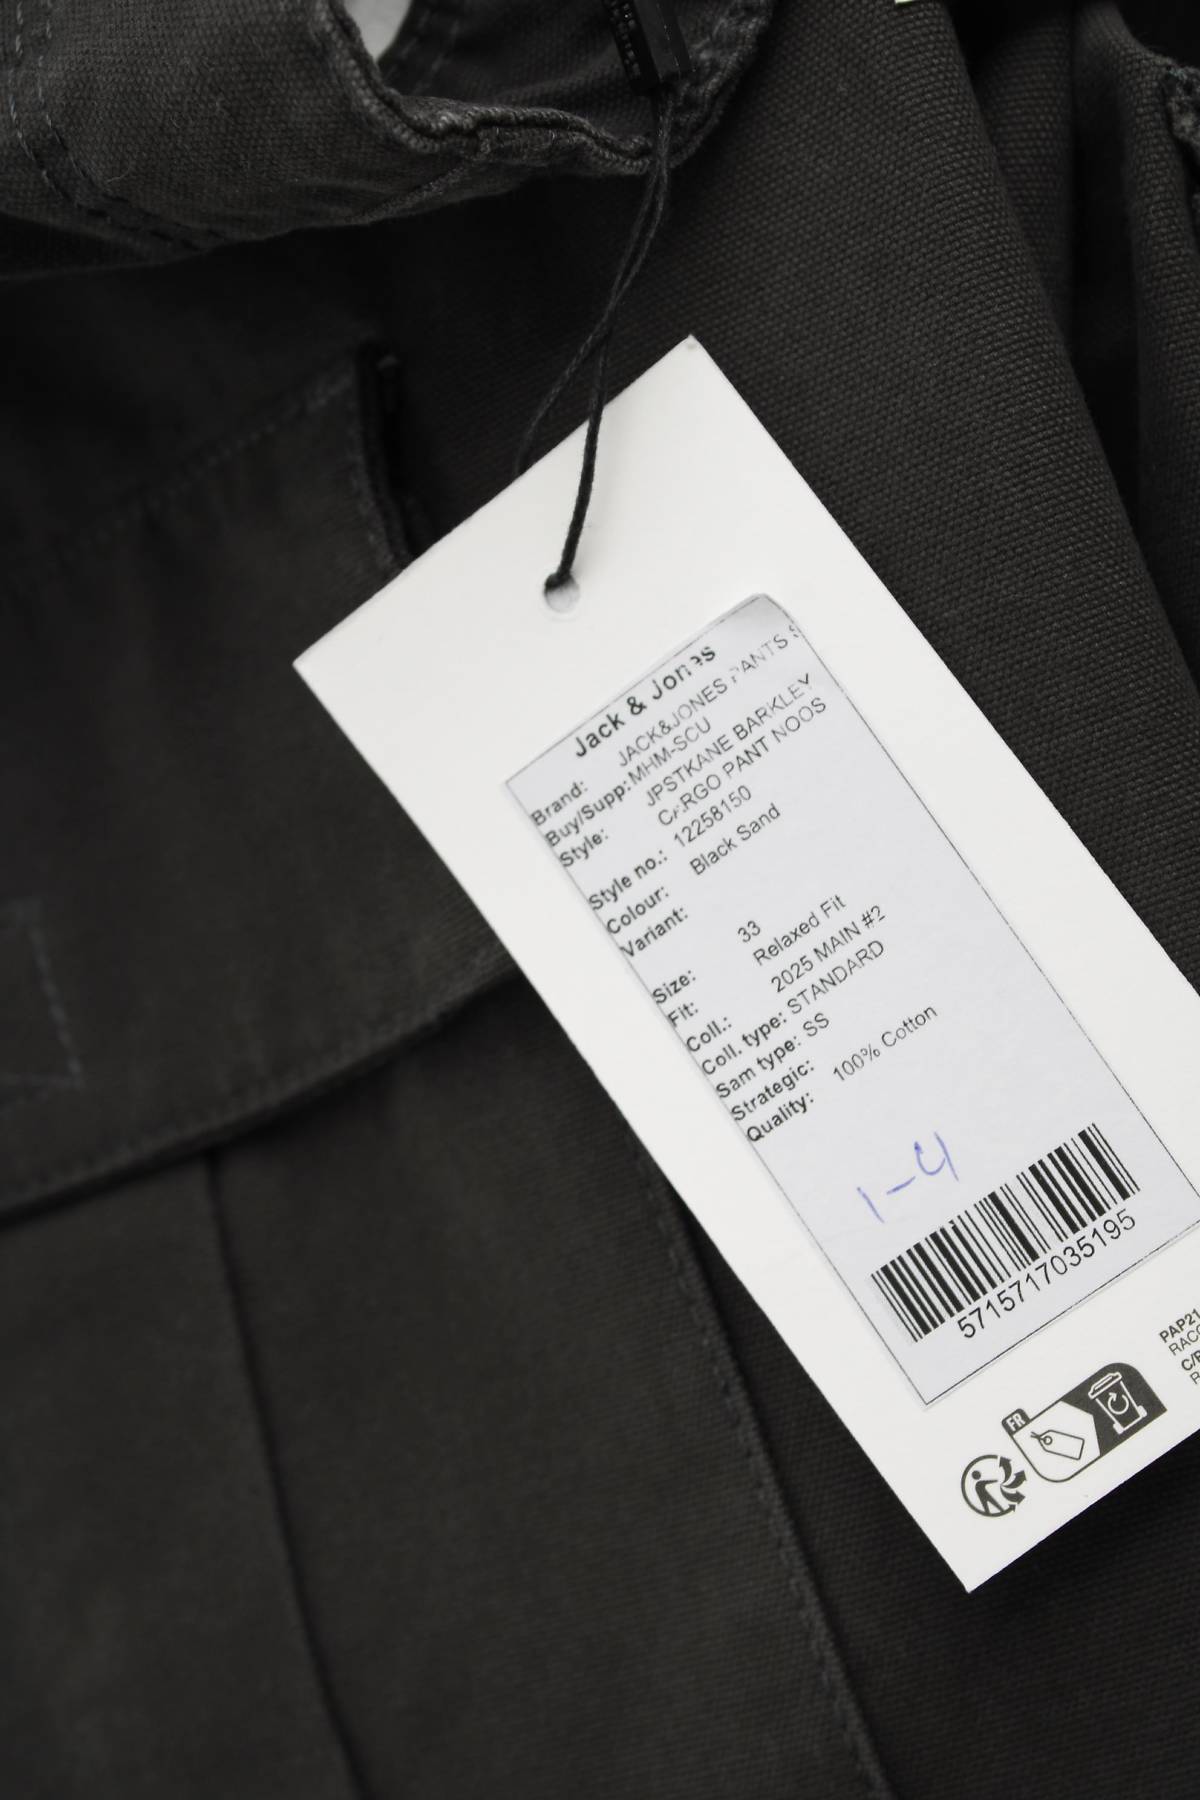 Jack & Jones
Brand: JACK&JONES PANTS S
Buy/Supp: MHM-SCU
Style: JPSTKANE BARKLEY
CARGO PANT NOOS
Style no.: 12258150
Colour: Black Sand
Variant:
Size: 33
Fit: Relaxed Fit
Coll.: 2025 MAIN #2
Coll. type: STANDARD
Sam type: SS
Strategic:
Quality: 100% Cotton
1-4
5715717035195
FR
PAP21